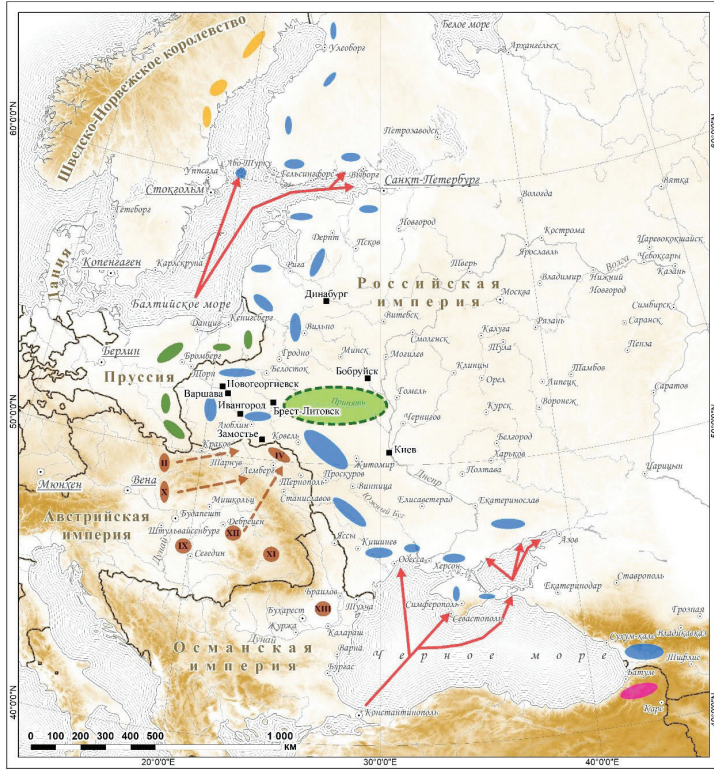 Белое море
Шведско-Норвежское королевство
Улеоборг
Архангельск
60°0'0"N
Петрозаводск
Уппсала
Або-Турку
Гельсингфорс
Выборг
Санкт-Петербург
Стокгольм
Вологда
Вятка
Гётеборг
Новгород
Кострома
Дерпт
Псков
Царевококшайск
Карлскруна
Ярославль
Чебоксары
Копенгаген
Рига
Тверь
Волга
Казань
Дания
Российская
империя
Владимир
Нижний
Новгород
Балтийское море
Динабург
Москва
Симбирск
Витебск
Рязань
Саранск
Кенигсберг
Данциг
Вильно
Смоленск
Калуга
Тула
Пенза
Берлин
Бромберг
Гродно
Минск
Могилев
Торн
Белосток
Бобруйск
Клинцы
Тамбов
Пруссия
Новогеоргиевск
Орел
Липецк
Варшава
Гомель
Саратов
Ивангород
Припять
Курск
Воронеж
50°0'0"N
Брест-Литовск
Чернигов
Люблин
Замостье
Белгород
Краков
Ковель
Киев
Харьков
II
Тарнув
IV
Житомир
Мюнхен
Вена
Лемберг
Проскуров
Днепр
Полтава
Царицын
X
Тернополь
Винница
Мишкольц
Станиславов
Южный Буг
Австрийская
империя
Будапешт
Елисаветград
Екатеринослав
Дебрецен
Штульвайсенбург
XII
Яссы
Дунай
IX
XI
Кишинев
Азов
Сегедин
Одесса
Херсон
Ставрополь
Браилов
Екатеринодар
XIII
Симферополь
Бухарест
Тулча
Севастополь
Грозная
Журжа
Калараш
Владикавказ
Дунай
Сухум-кале
Османская
империя
Варна
Черное море
Тифлис
Бургас
Батум
40°0'0"N
Константинополь
Карс
0 100 200 300 400 500 1 000
КМ
20°0'0"E
30°0'0"E
40°0'0"E